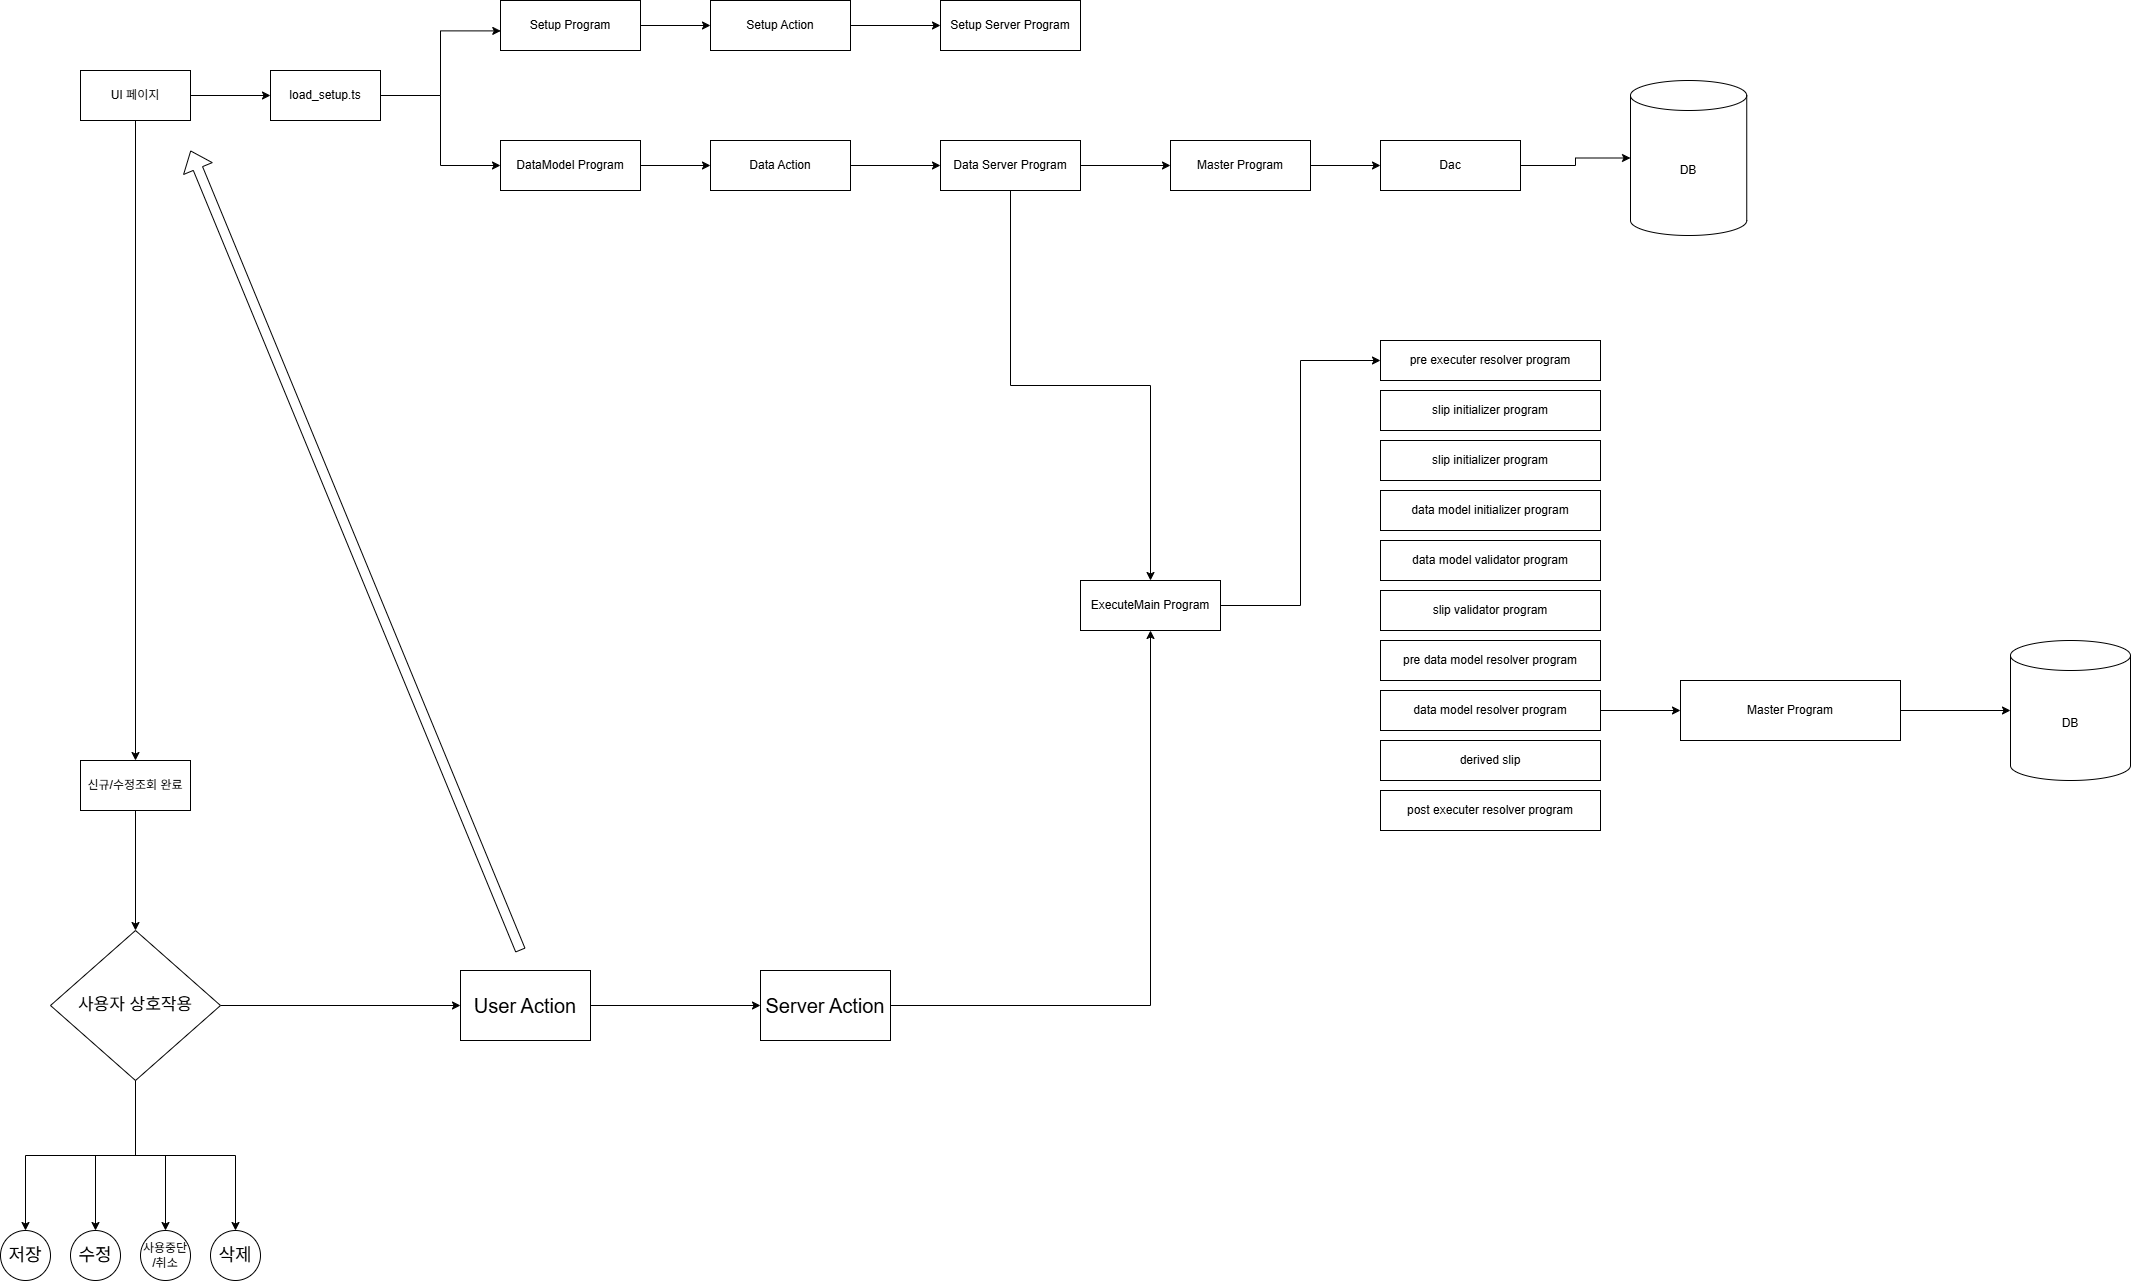 Setup Program
Setup Action
Setup Server Program
UI 페이지
load_setup.ts
DataModel Program
Data Action
Data Server Program
Master Program
Dac
DB
pre executer resolver program
slip initializer program
slip initializer program
data model initializer program
data model validator program
ExecuteMain Program
slip validator program
pre data model resolver program
data model resolver program
Master Program
DB
derived slip
post executer resolver program
신규/수정조회 완료
사용자 상호작용
User Action
Server Action
저장
수정
사용중단
/취소
삭제